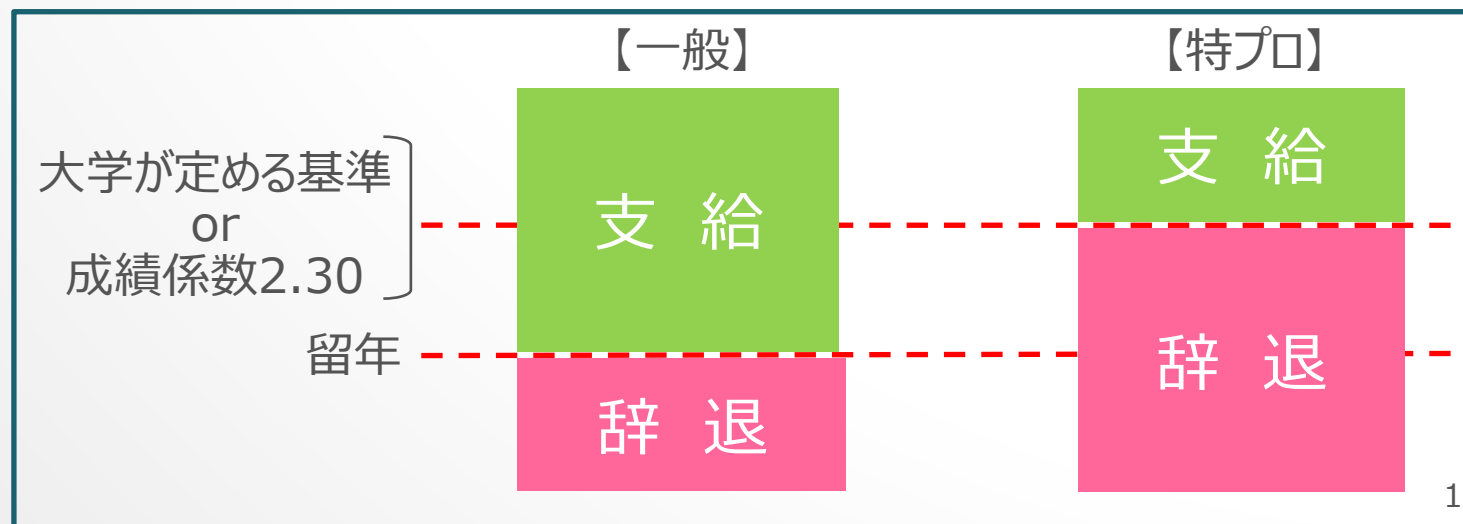 【一般】
【特プロ】
大学が定める基準
or
成績係数2.30
留年
支 給
辞 退
支 給
辞 退
1